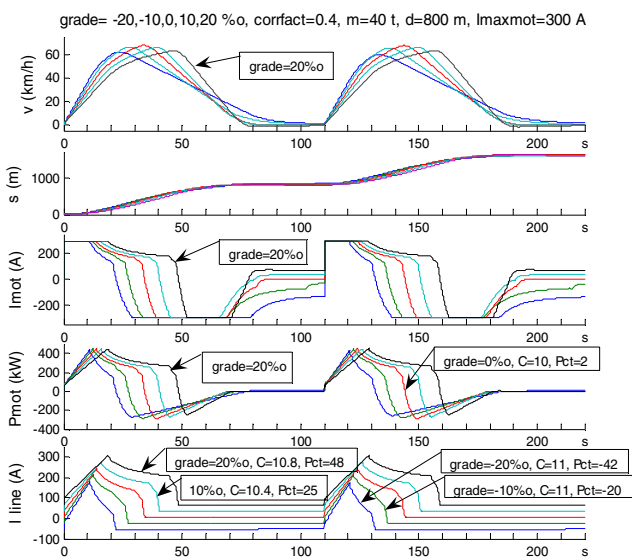 grade= -20,-10,0,10,20 %o, corrfact=0.4, m=40 t, d=800 m, Imaxmot=300 A
v (km/h)
60
40
20
0
grade=20%o
0 50 100 150 200 s
s (m)
1000
0
0 50 100 150 200 s
Imot (A)
200
0
-200
grade=20%o
0 50 100 150 200 s
Pmot (kW)
400
200
0
-200
-400
grade=20%o
grade=0%o, C=10, Pct=2
0 50 100 150 200 s
I line (A)
300
200
100
0
-100
grade=20%o, C=10.8, Pct=48
10%o, C=10.4, Pct=25
grade=-20%o, C=11, Pct=-42
grade=-10%o, C=11, Pct=-20
0 50 100 150 200 s